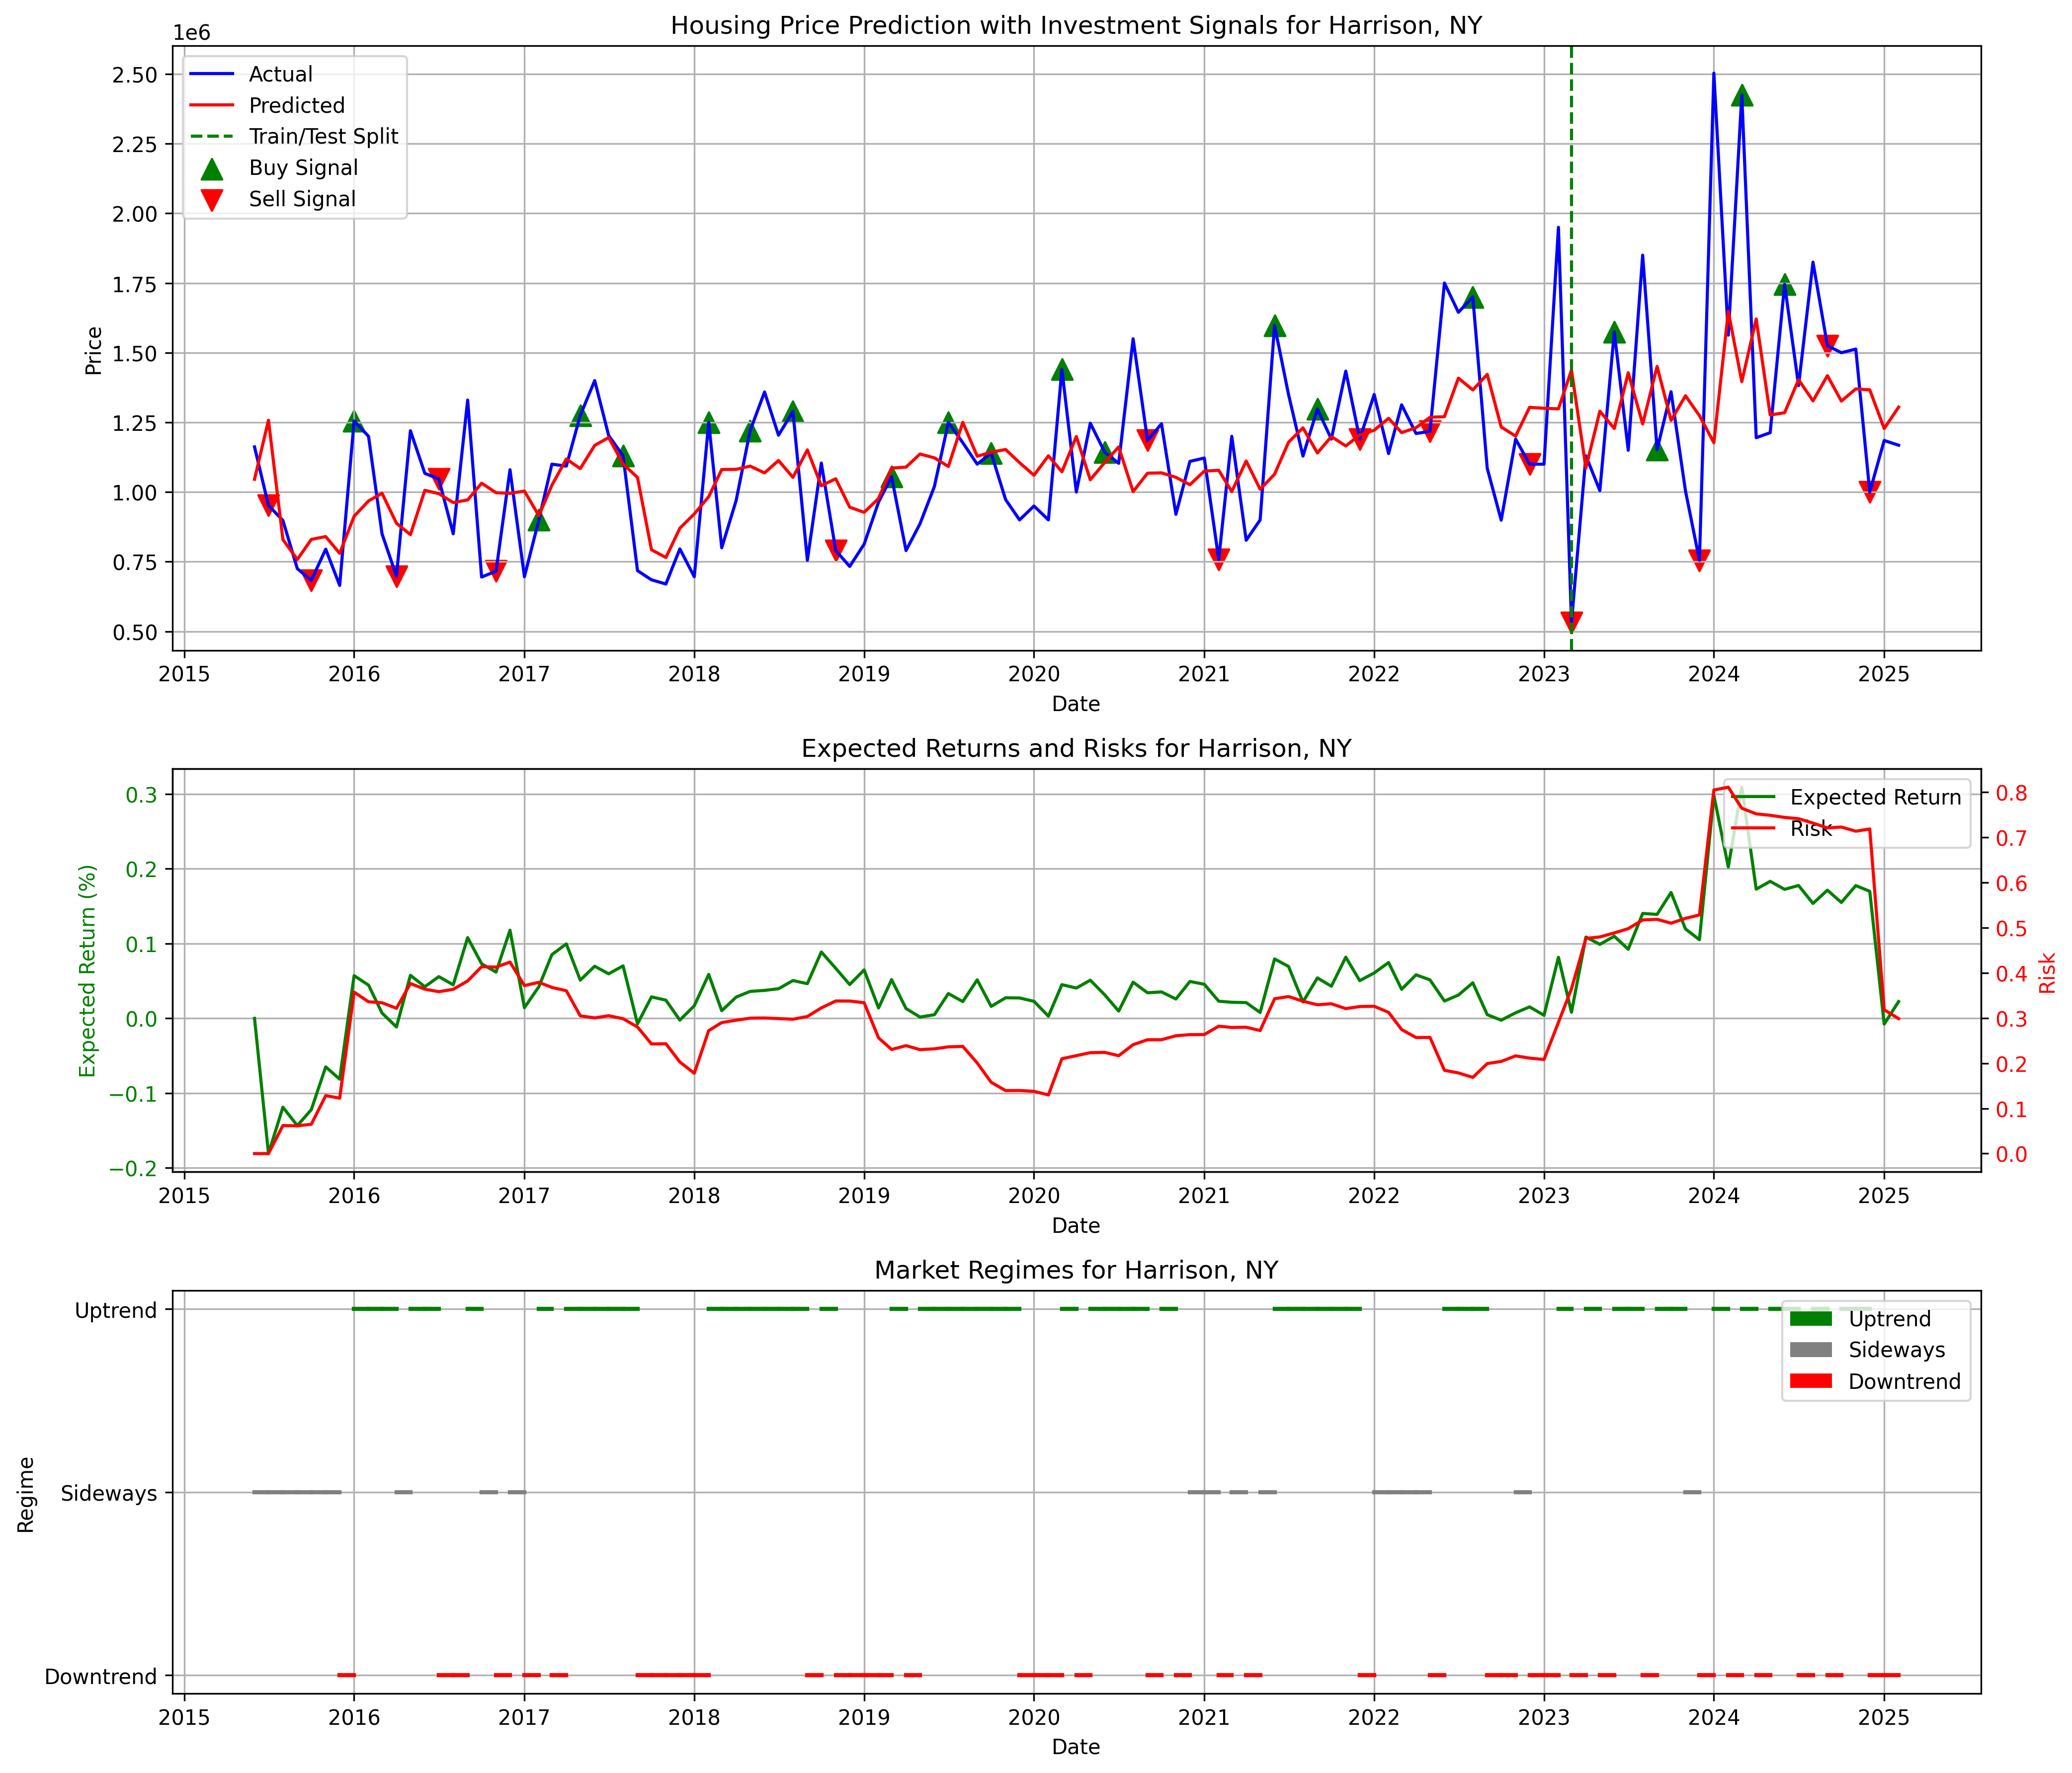 Housing Price Prediction with Investment Signals for Harrison, NY
1e6
Actual
Predicted
Train/Test Split
Buy Signal
Sell Signal
2.50
2.25
2.00
1.75
1.50
1.25
1.00
0.75
0.50
Price
2015 2016 2017 2018 2019 2020 2021 2022 2023 2024 2025
Date
Expected Returns and Risks for Harrison, NY
Expected Return
Risk
0.3
0.2
0.1
0.0
−0.1
−0.2
Expected Return (%)
0.8
0.7
0.6
0.5
0.4
0.3
0.2
0.1
0.0
Risk
2015 2016 2017 2018 2019 2020 2021 2022 2023 2024 2025
Date
Market Regimes for Harrison, NY
Uptrend
Sideways
Downtrend
Regime
Uptrend
Sideways
Downtrend
2015 2016 2017 2018 2019 2020 2021 2022 2023 2024 2025
Date